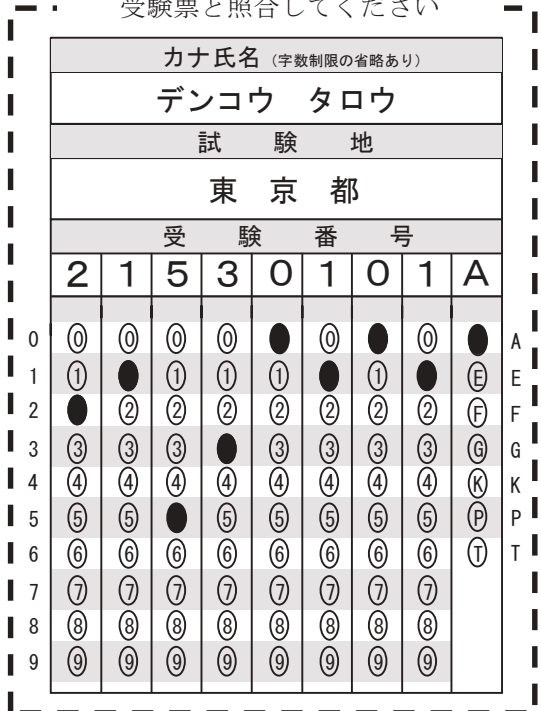 受験票と照合してください
カナ氏名（字数制限の省略あり）
デンコウ　タロウ
試　験　地
東　京　都
受　験　番　号
2 1 5 3 0 1 0 1 A
0 0 0 0 0 0 0 A
1 1 1 1 1 1 E E
2 2 2 2 2 2 2 2 F F
3 3 3 3 3 3 3 3 G G
4 4 4 4 4 4 4 4 4 K K
5 5 5 5 5 5 5 5 P P
6 6 6 6 6 6 6 6 6 T T
7 7 7 7 7 7 7 7 7
8 8 8 8 8 8 8 8 8
9 9 9 9 9 9 9 9 9